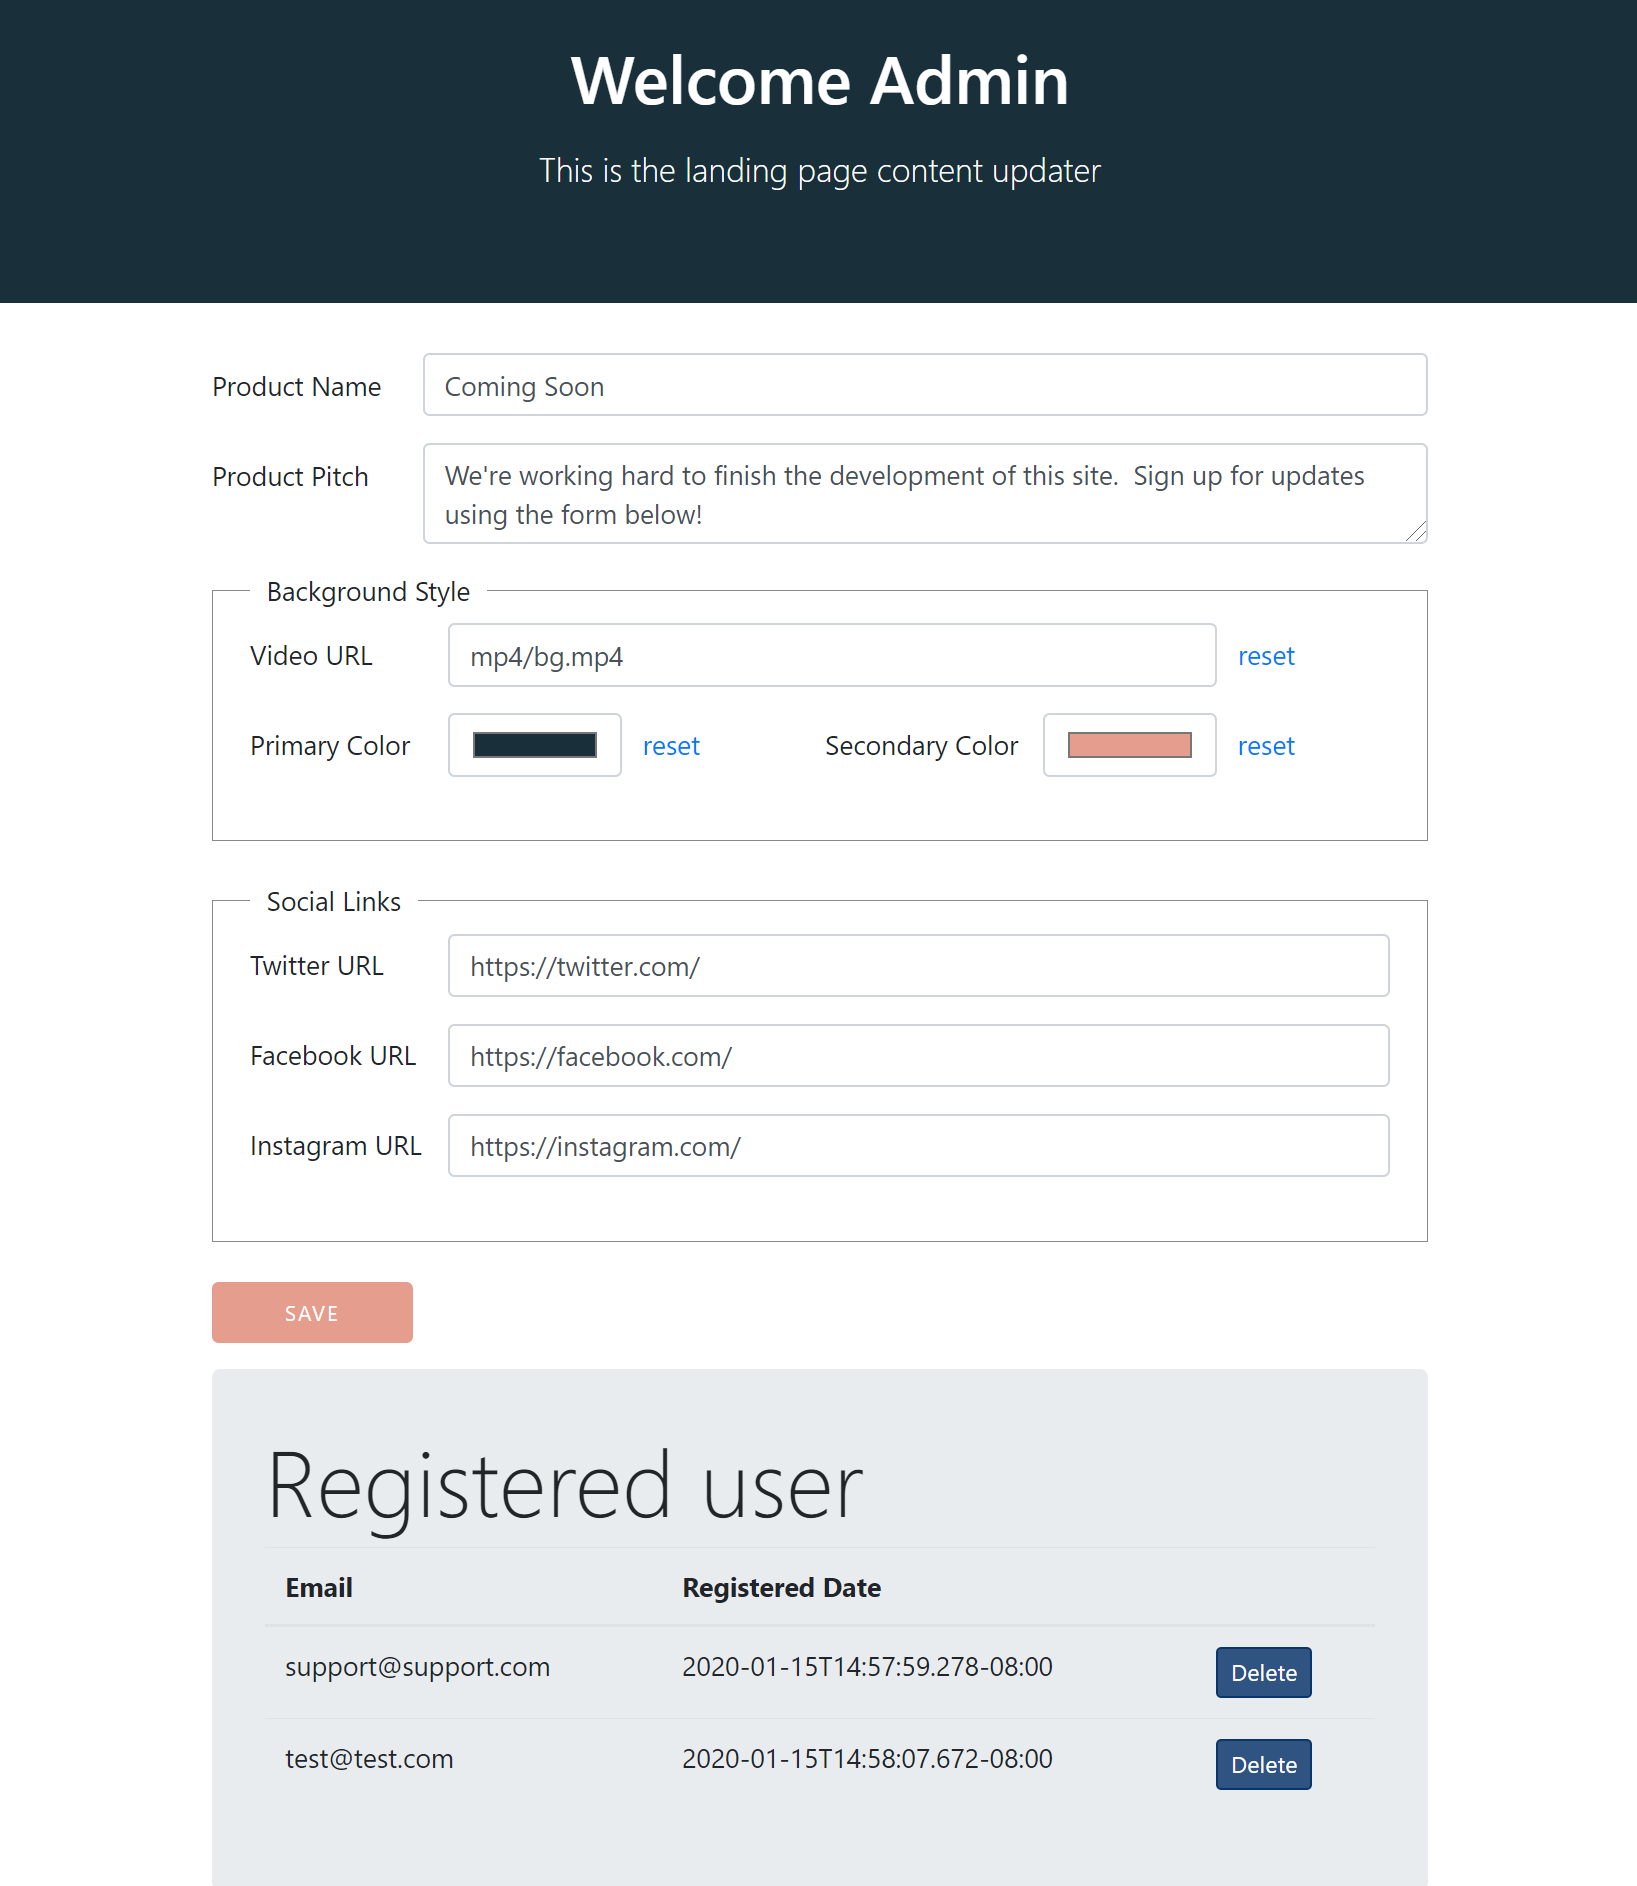 Welcome Admin
This is the landing page content updater
Product Name
Coming Soon
Product Pitch
We're working hard to finish the development of this site.  Sign up for updates
using the form below!
Background Style
Video URL
mp4/bg.mp4
reset
Primary Color
reset
Secondary Color
reset
Social Links
Twitter URL
https://twitter.com/
Facebook URL
https://facebook.com/
Instagram URL
https://instagram.com/
SAVE
Registered user
Email Registered Date
support@support.com 2020-01-15T14:57:59.278-08:00 Delete
test@test.com 2020-01-15T14:58:07.672-08:00 Delete